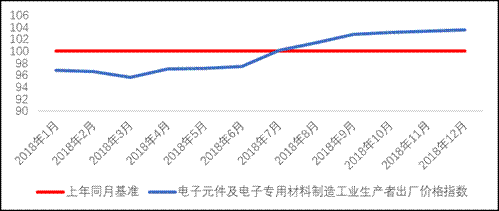 106
104
102
100
98
96
94
92
90
2018年1月
2018年2月
2018年3月
2018年4月
2018年5月
2018年6月
2018年7月
2018年8月
2018年9月
2018年10月
2018年11月
2018年12月
上年同月基准 电子元件及电子专用材料制造工业生产者出厂价格指数